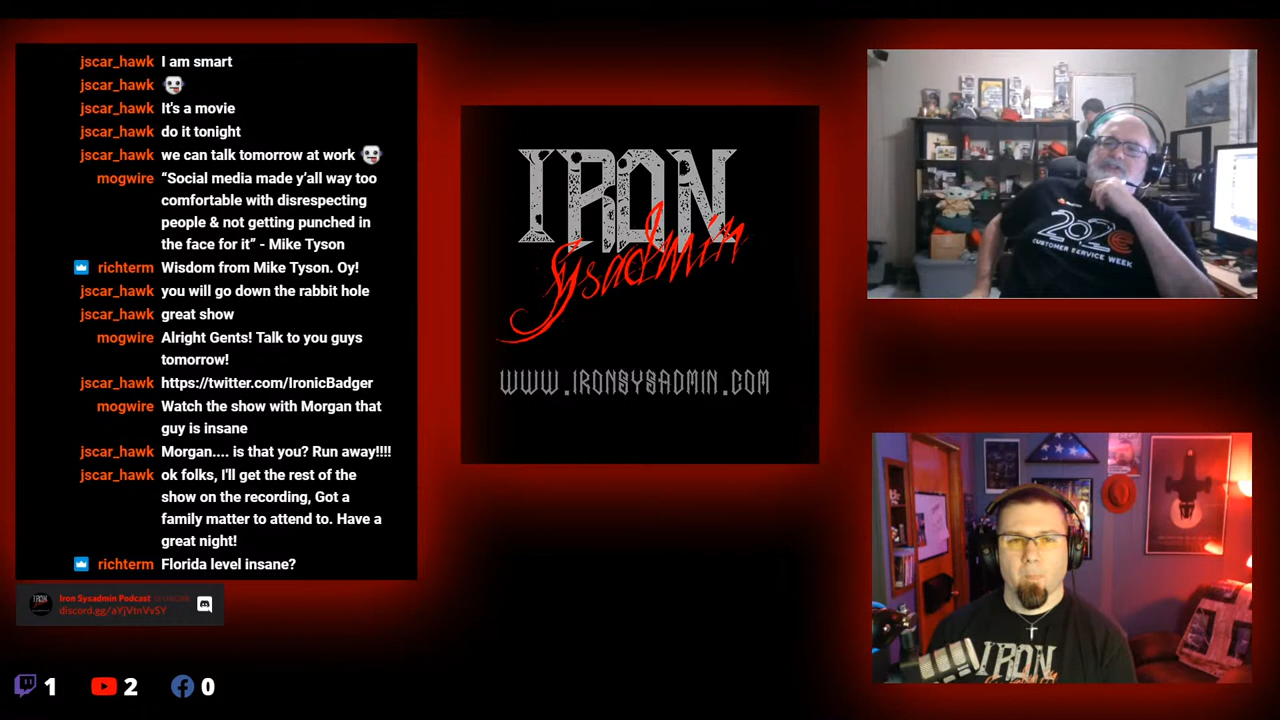 jscar_hawk I am smart
jscar_hawk
jscar_hawk It's a movie
jscar_hawk do it tonight
jscar_hawk we can talk tomorrow at work
mogwire “Social media made y’all way too
comfortable with disrespecting
people & not getting punched in
the face for it” - Mike Tyson
richterm Wisdom from Mike Tyson. Oy!
jscar_hawk you will go down the rabbit hole
jscar_hawk great show
mogwire Alright Gents! Talk to you guys
tomorrow!
jscar_hawk https://twitter.com/IronicBadger
mogwire Watch the show with Morgan that
guy is insane
jscar_hawk Morgan.... is that you? Run away!!!!
jscar_hawk ok folks, I'll get the rest of the
show on the recording, Got a
family matter to attend to. Have a
great night!
richterm Florida level insane?
Iron Sysadmin Podcast
discord.gg/aYjVtnVvSY
1 2 0
IRON
Sysadmin
WWW.IRONSYSADMIN.COM
CUSTOMER SERVICE WEEK
IRON